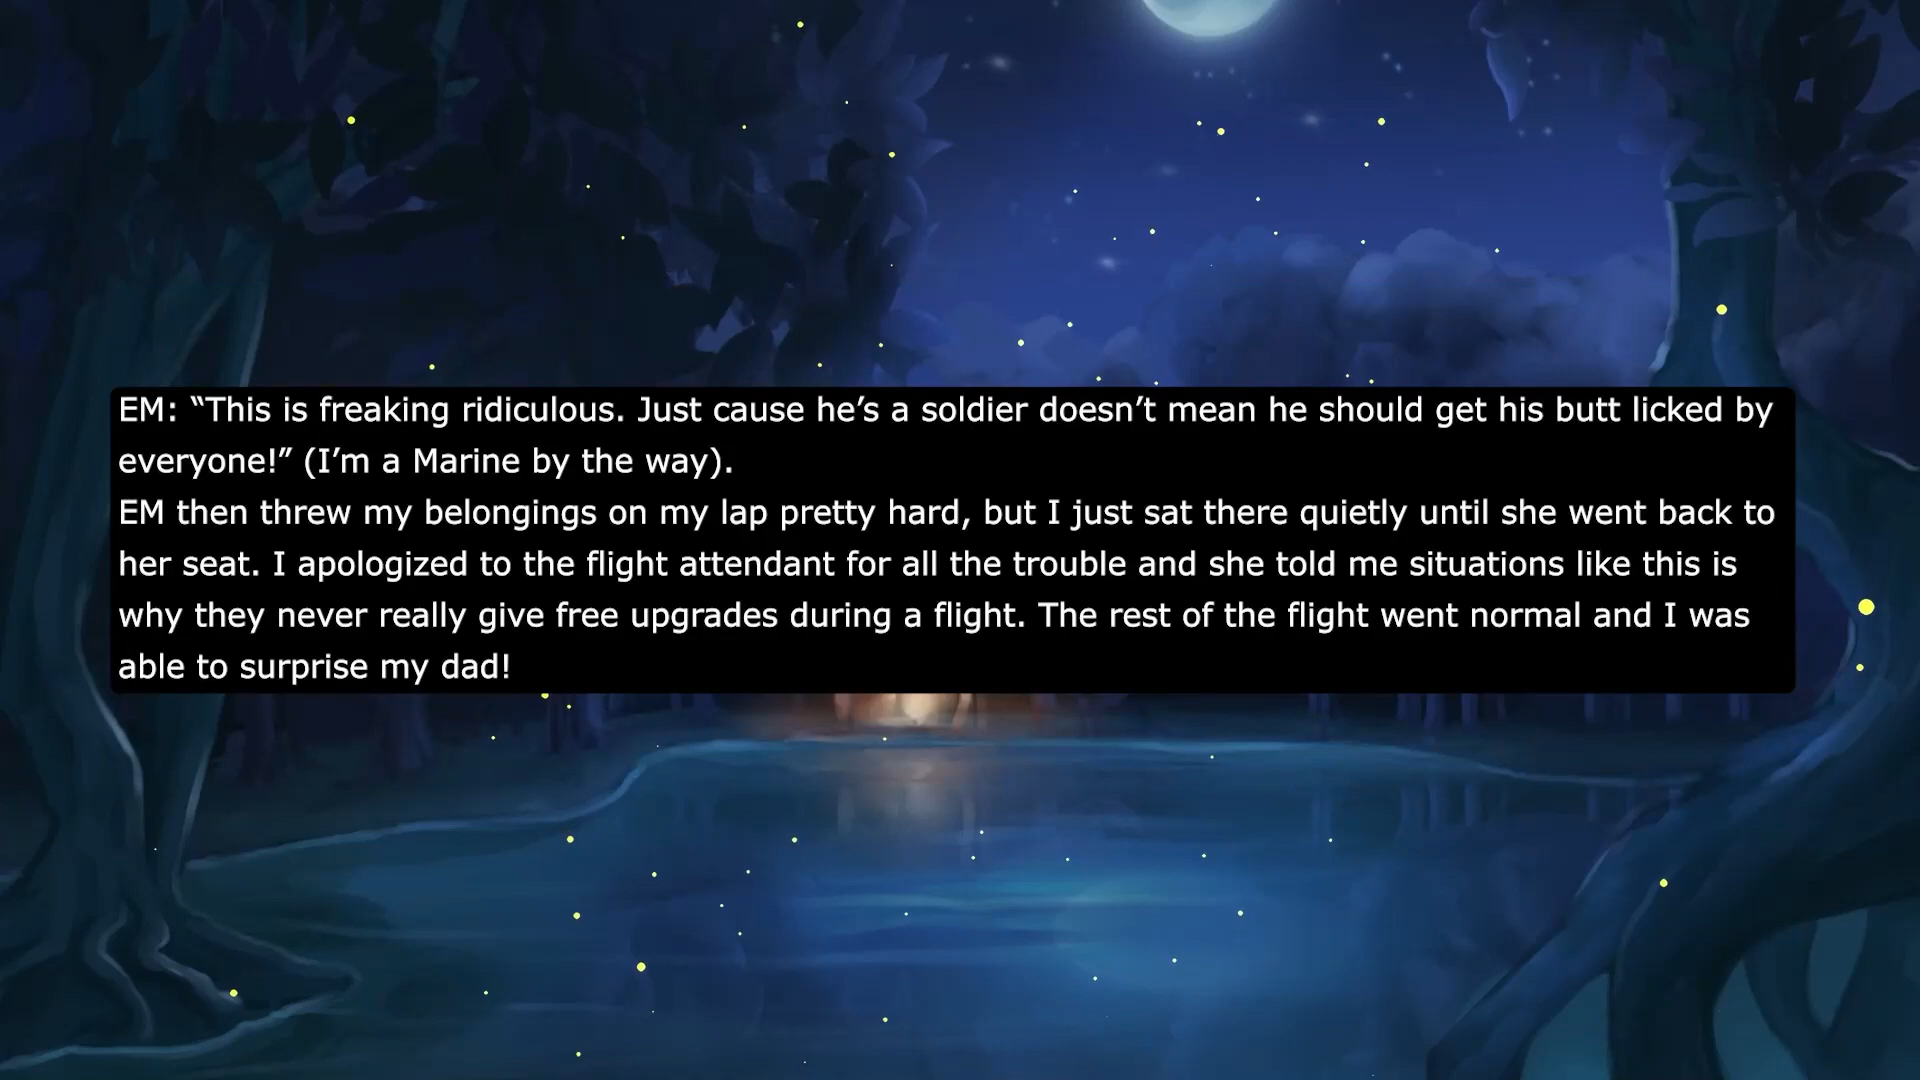 EM: “This is freaking ridiculous. Just cause he’s a soldier doesn’t mean he should get his butt licked by
everyone!” (I’m a Marine by the way).
EM then threw my belongings on my lap pretty hard, but I just sat there quietly until she went back to
her seat. I apologized to the flight attendant for all the trouble and she told me situations like this is
why they never really give free upgrades during a flight. The rest of the flight went normal and I was
able to surprise my dad!